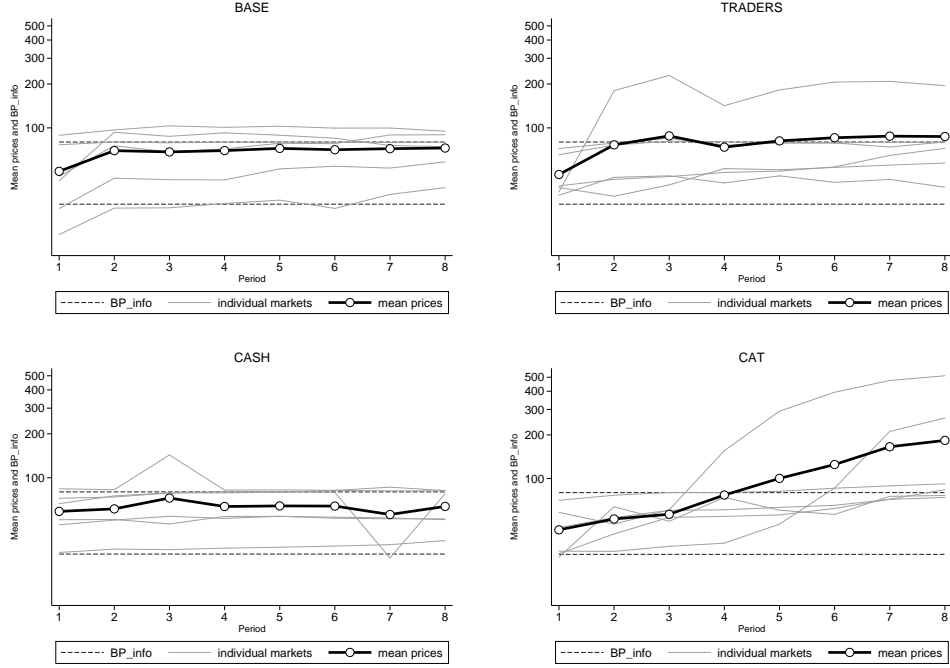 BASE
Mean prices and BP_info
500
400
300
200
100
1 2 3 4 5 6 7 8
Period
BP_info individual markets mean prices
TRADERS
Mean prices and BP_info
500
400
300
200
100
1 2 3 4 5 6 7 8
Period
BP_info individual markets mean prices
CASH
Mean prices and BP_info
500
400
300
200
100
1 2 3 4 5 6 7 8
Period
BP_info individual markets mean prices
CAT
Mean prices and BP_info
500
400
300
200
100
1 2 3 4 5 6 7 8
Period
BP_info individual markets mean prices